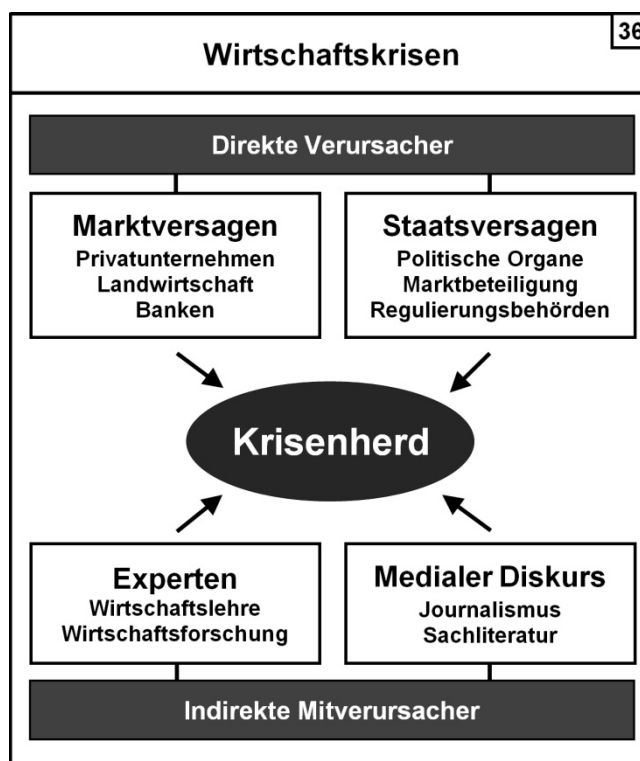 36
Wirtschaftskrisen
Direkte Verursacher
Marktversagen
Privatunternehmen
Landwirtschaft
Banken
Staatsversagen
Politische Organe
Marktbeteiligung
Regulierungsbehörden
Krisenherd
Experten
Wirtschaftslehre
Wirtschaftsforschung
Medialer Diskurs
Journalismus
Sachliteratur
Indirekte Mitverursacher